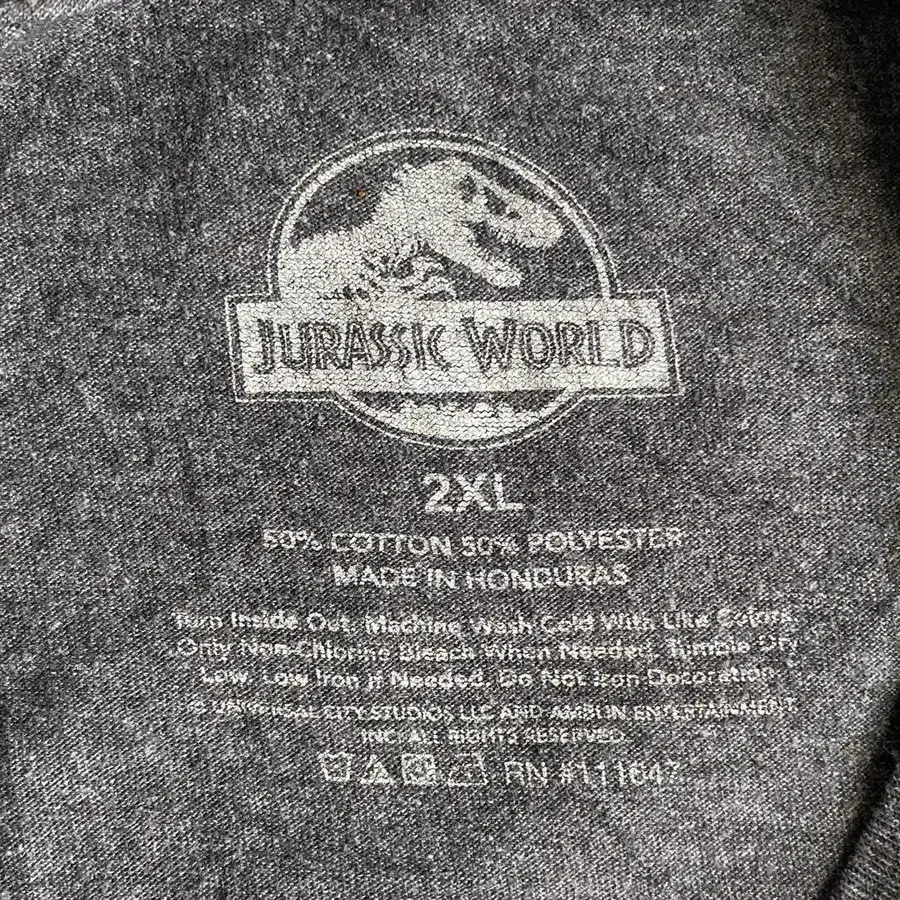 JURASSIC WORLD
2XL
50% COTTON 50% POLYESTER
MADE IN HONDURAS
Turn Inside Out. Machine Wash Cold With Like Colors.
Only Non-Chlorine Bleach When Needed. Tumble Dry
Low. Low Iron If Needed. Do Not Iron Decoration.
© UNIVERSAL CITY STUDIOS LLC AND AMBLIN ENTERTAINMENT
INC. ALL RIGHTS RESERVED.
RN #111647